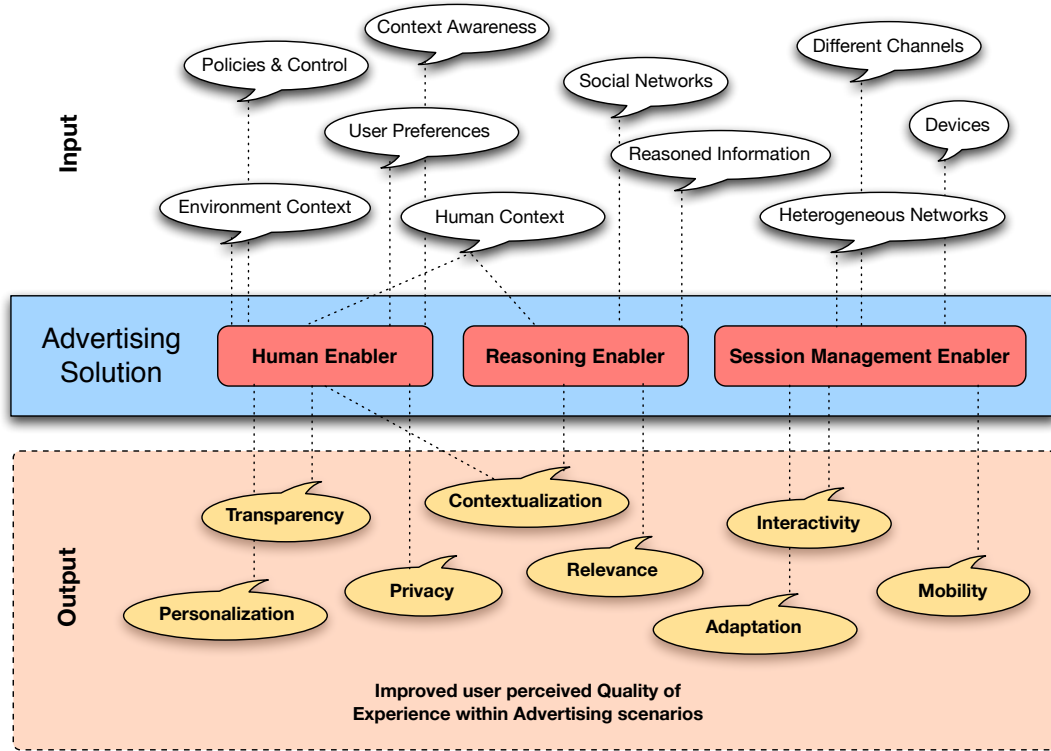 Context Awareness
Different Channels
Policies & Control
Social Networks
Devices
User Preferences
Reasoned Information
Input
Environment Context
Human Context
Heterogeneous Networks
Advertising
Solution
Human Enabler
Reasoning Enabler
Session Management Enabler
Transparency
Contextualization
Interactivity
Output
Personalization
Privacy
Relevance
Adaptation
Mobility
Improved user perceived Quality of
Experience within Advertising scenarios